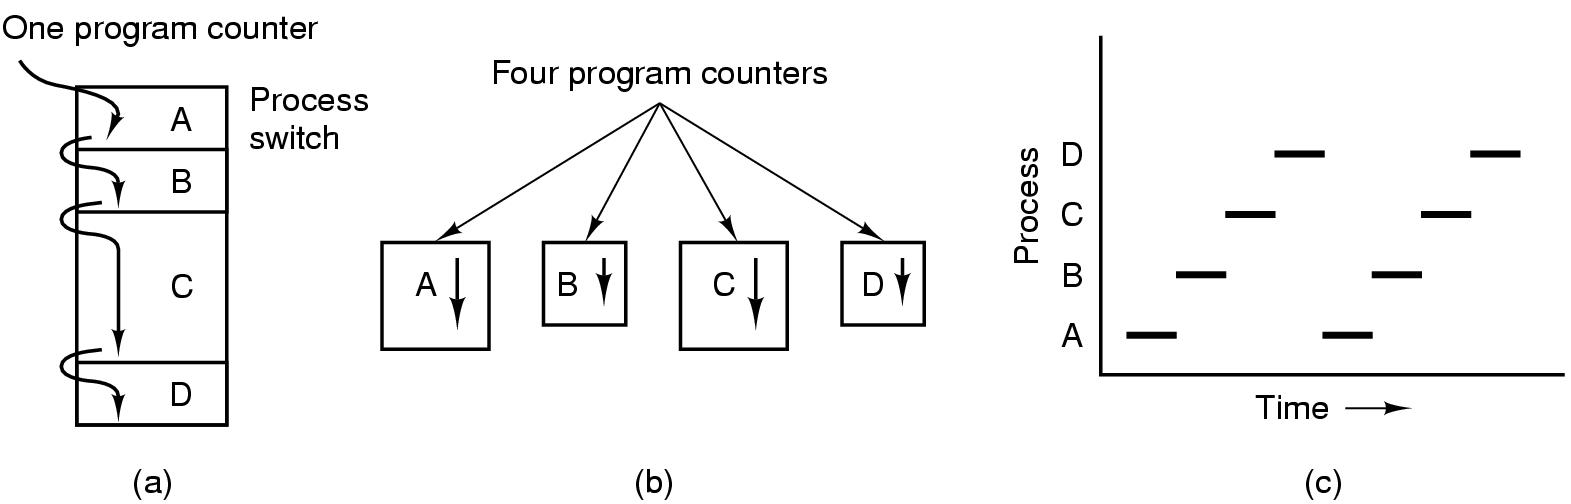 One program counter
Process
switch
A
B
C
D
(a)
Four program counters
A
B
C
D
(b)
Process
D
C
B
A
Time
(c)